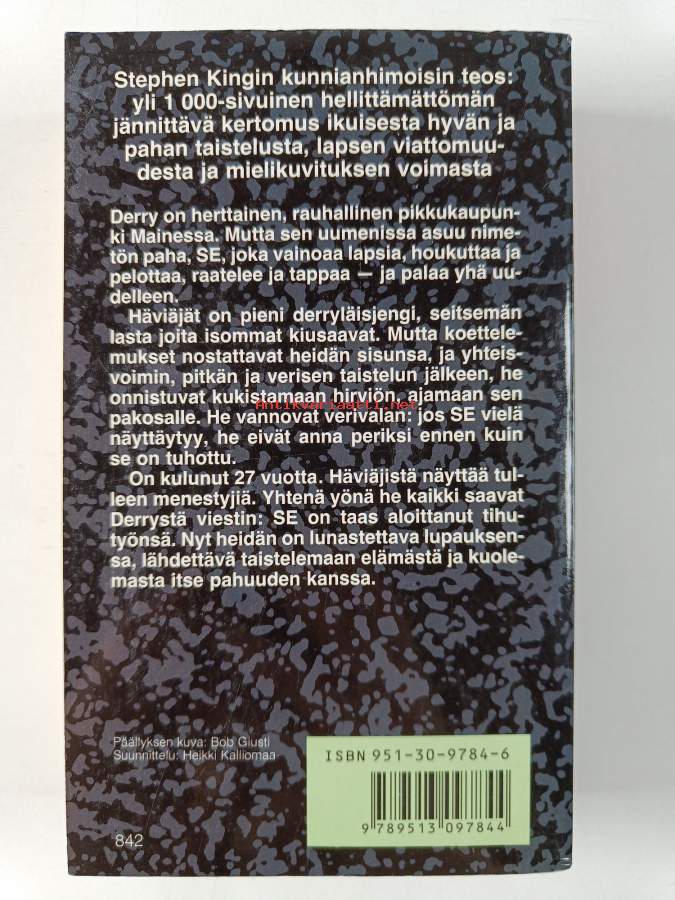 Stephen Kingin kunnianhimoisin teos:
yli 1 000-sivuinen hellittämättömän
jännittävä kertomus ikuisesta hyvän ja
pahan taistelusta, lapsen viattomuu-
desta ja mielikuvituksen voimasta
Derry on herttainen, rauhallinen pikkukaupun-
ki Mainessa. Mutta sen uumenissa asuu nime-
tön paha, SE, joka vainoaa lapsia, houkuttaa ja
pelottaa, raatelee ja tappaa — ja palaa yhä uu-
delleen.
Häviäjät on pieni derryläisjengi, seitsemän
lasta joita isommat kiusaavat. Mutta koettele-
mukset nostattavat heidän sisunsa, ja yhteis-
voimin, pitkän ja verisen taistelun jälkeen, he
onnistuvat kukistamaan hirviön, ajamaan sen
Antikvariaatti.net
pakosalle. He vannovat verivalan: jos SE vielä
näyttäytyy, he eivät anna periksi ennen kuin
se on tuhottu.
On kulunut 27 vuotta. Häviäjistä näyttää tul-
leen menestyjiä. Yhtenä yönä he kaikki saavat
Derrystä viestin: SE on taas aloittanut tihu-
työnsä. Nyt heidän on lunastettava lupauksen-
sa, lähdettävä taistelemaan elämästä ja kuole-
masta itse pahuuden kanssa.
Päällyksen kuva: Bob Giusti
Suunnittelu: Heikki Kalliomaa
ISBN 951-30-9784-6
9 789513 097844
842